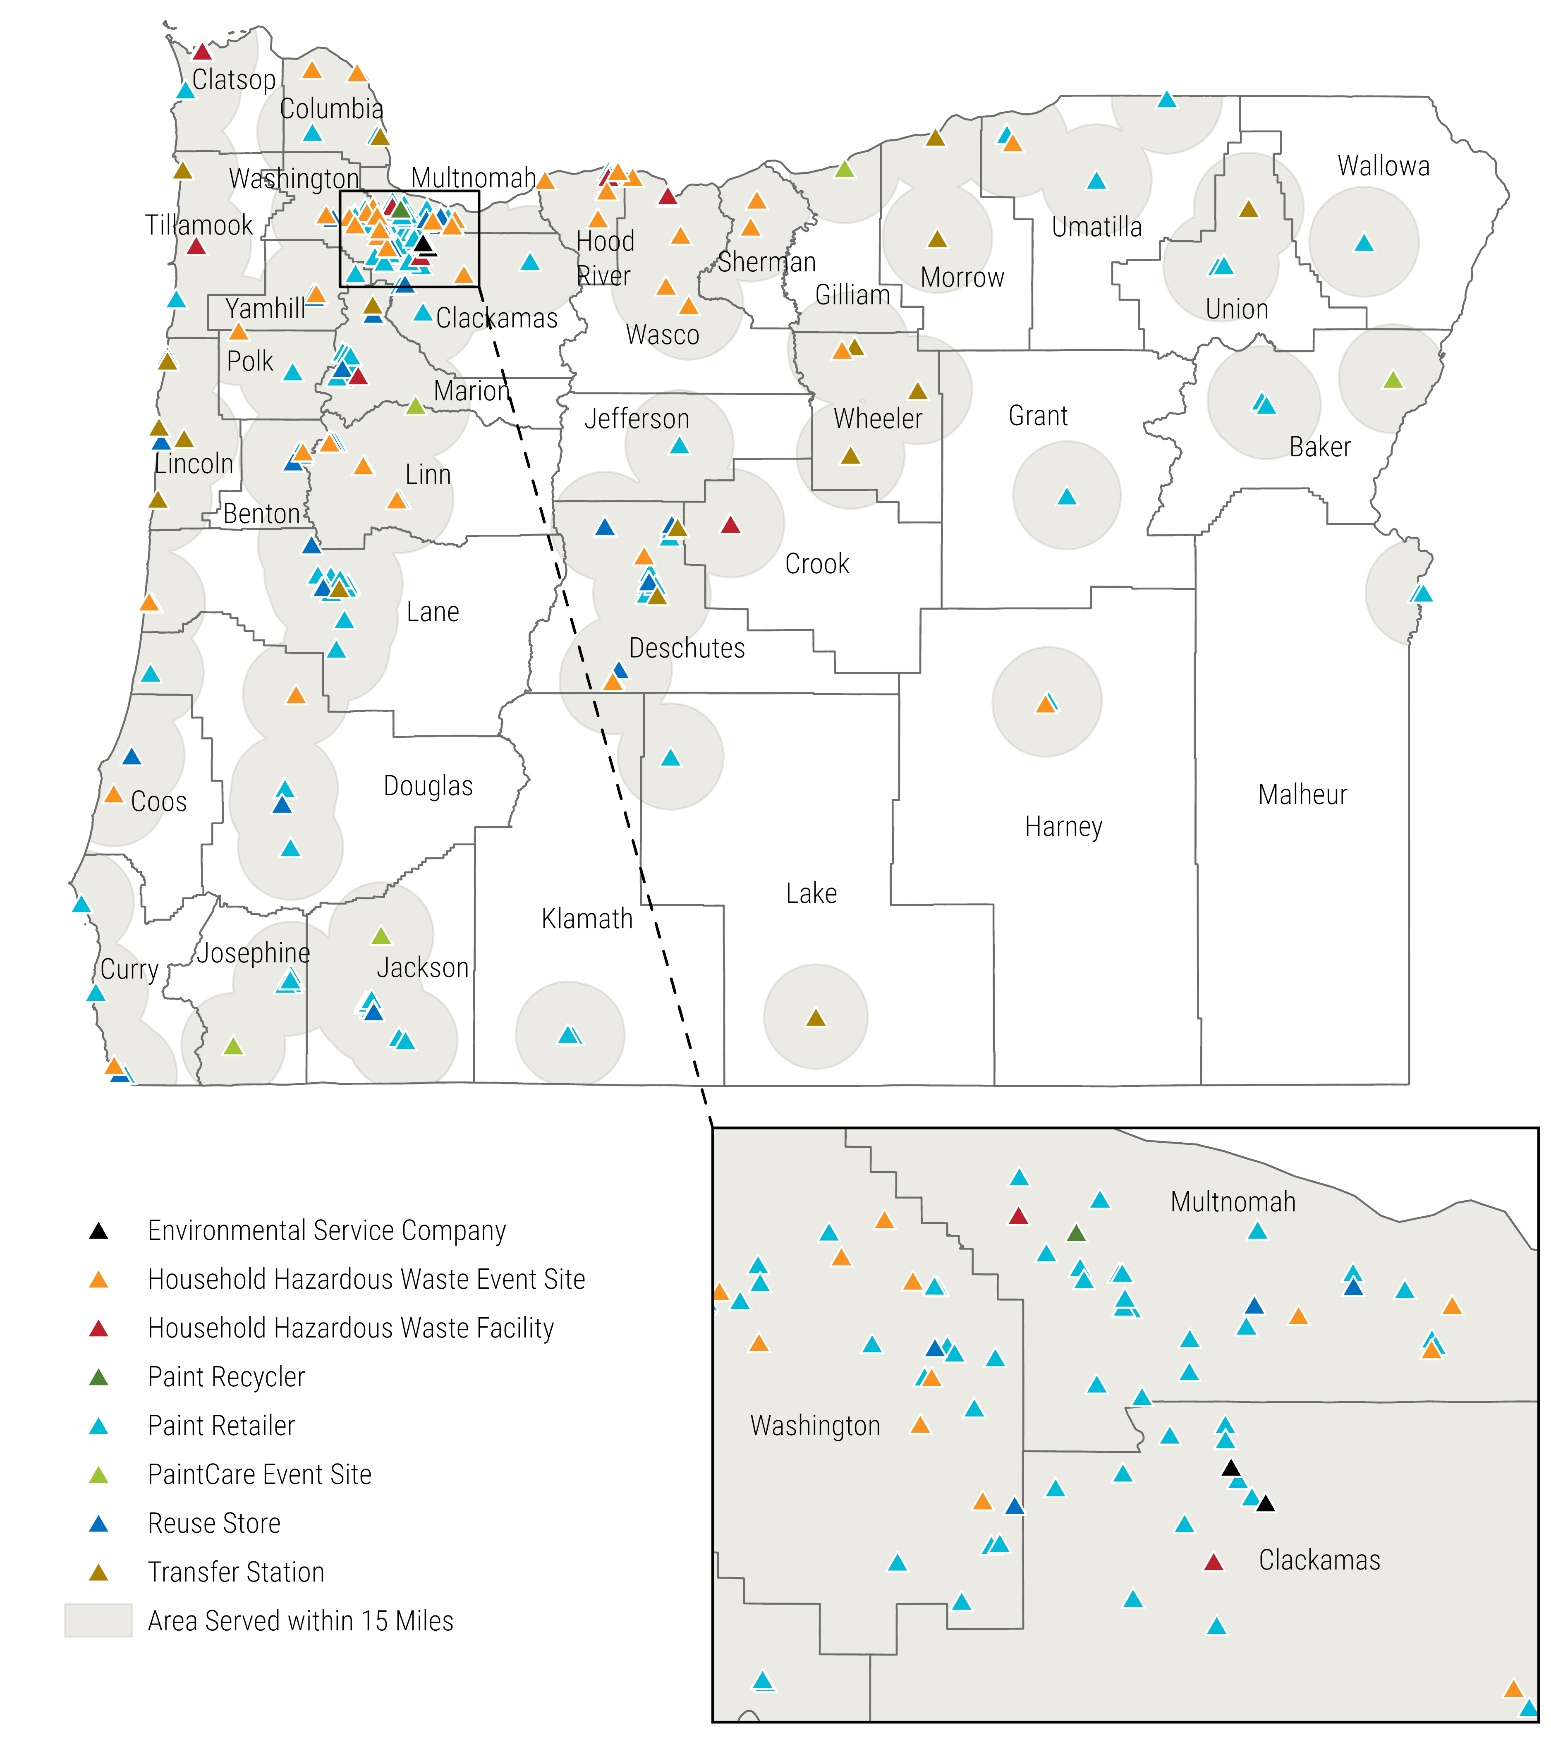 Clatsop
Columbia
Washington
Multnomah
Wallowa
Tillamook
Umatilla
Hood
River
Sherman
Morrow
Gilliam
Yamhill
Clackamas
Union
Wasco
Polk
Marion
Jefferson
Wheeler
Grant
Baker
Lincoln
Linn
Benton
Crook
Lane
Deschutes
Douglas
Coos
Malheur
Harney
Lake
Klamath
Josephine
Curry
Jackson
Multnomah
Washington
Clackamas
Environmental Service Company
Household Hazardous Waste Event Site
Household Hazardous Waste Facility
Paint Recycler
Paint Retailer
PaintCare Event Site
Reuse Store
Transfer Station
Area Served within 15 Miles